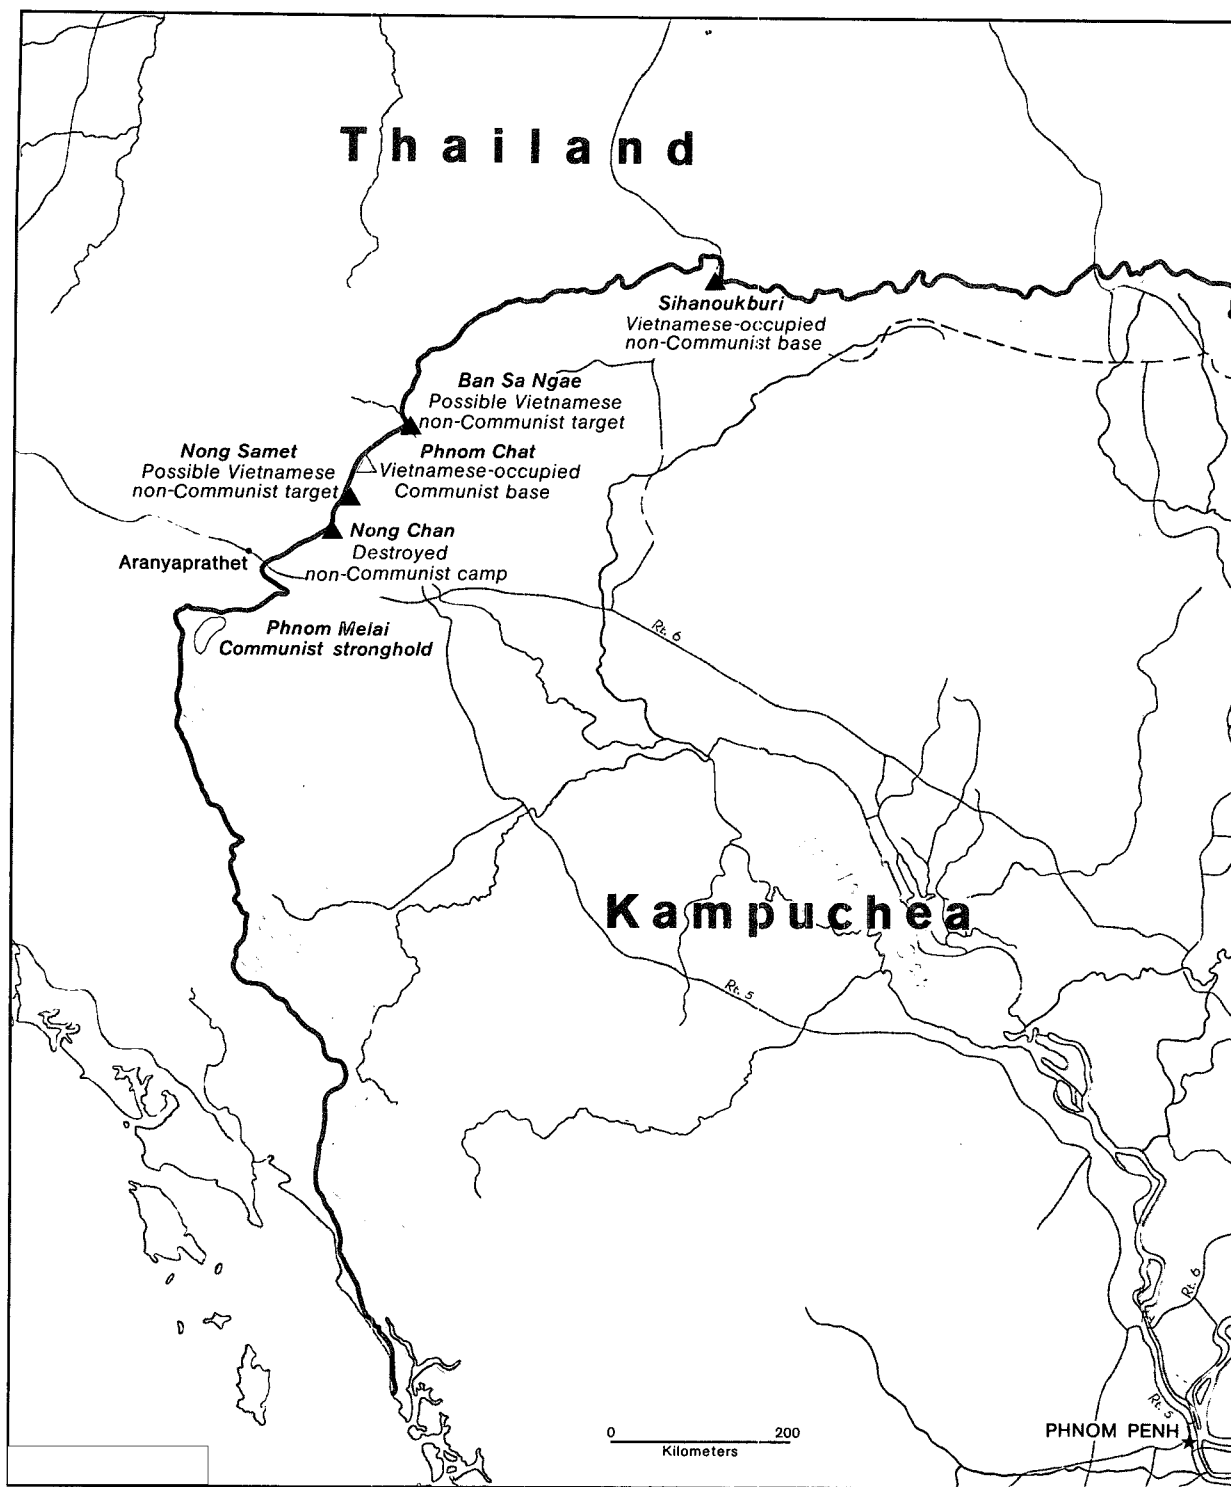 Thailand
Sihanoukburi
Vietnamese-occupied
non-Communist base
Ban Sa Ngae
Possible Vietnamese
non-Communist target
Nong Samet
Possible Vietnamese
non-Communist target
Phnom Chat
Vietnamese-occupied
Communist base
Nong Chan
Destroyed
non-Communist camp
Aranyaprathet
Phnom Melai
Communist stronghold
Rt. 6
Kampuchea
Rt. 5
Rt. 6
Rt. 5
PHNOM PENH
0 200
Kilometers